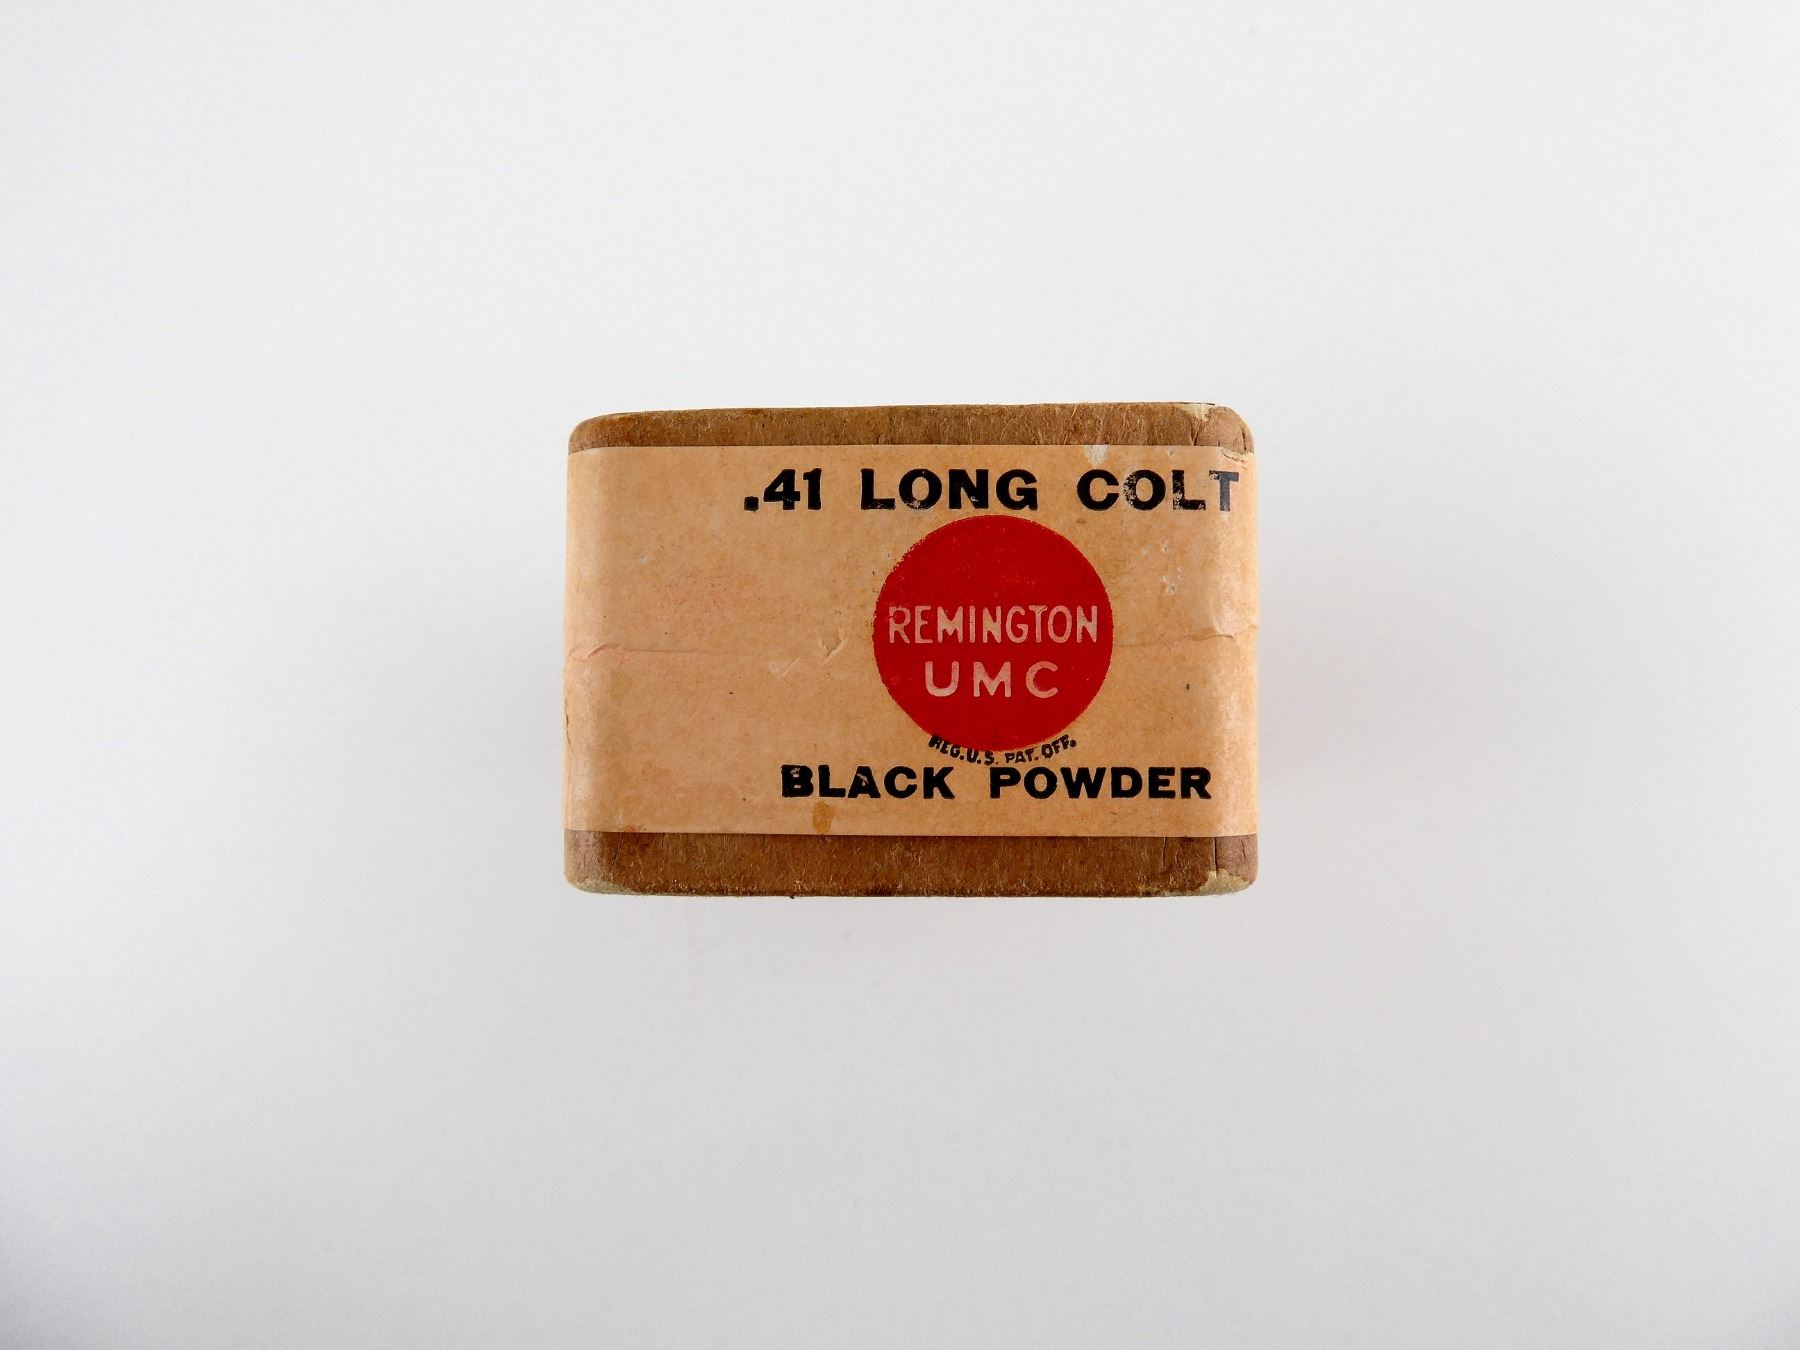 .41 LONG COLT
REMINGTON
UMC
REG.U.S. PAT. OFF.
BLACK POWDER